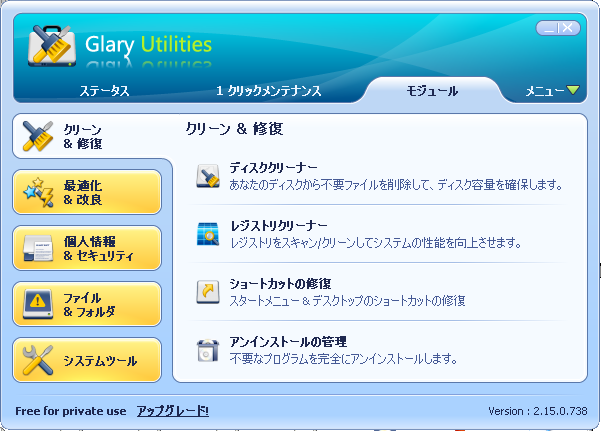 Glary Utilities
ステータス
1 クリックメンテナンス
モジュール
メニュー
クリーン
& 修復
最適化
& 改良
個人情報
& セキュリティ
ファイル
& フォルダ
システムツール
クリーン & 修復
ディスククリーナー
あなたのディスクから不要ファイルを削除して、ディスク容量を確保します。
レジストリクリーナー
レジストリをスキャン/クリーンしてシステムの性能を向上させます。
ショートカットの修復
スタートメニュー & デスクトップのショートカットの修復
アンインストールの管理
不要なプログラムを完全にアンインストールします。
Free for private use アップグレード!
Version : 2.15.0.738